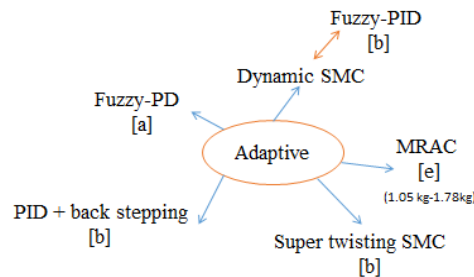 Fuzzy-PID
[b]
Dynamic SMC
Fuzzy-PD
[a]
Adaptive
MRAC
[e]
(1.05 kg-1.78kg)
PID + back stepping
[b]
Super twisting SMC
[b]